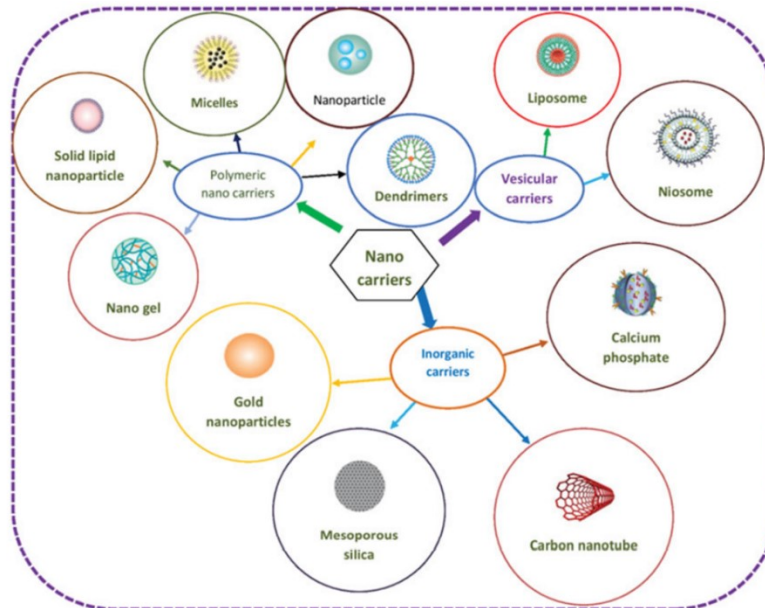 Micelles
Nanoparticle
Liposome
Solid lipid
nanoparticle
Polymeric
nano carriers
Dendrimers
Vesicular
carriers
Niosome
Nano gel
Nano
carriers
Calcium
phosphate
Inorganic
carriers
Gold
nanoparticles
Mesoporous
silica
Carbon nanotube